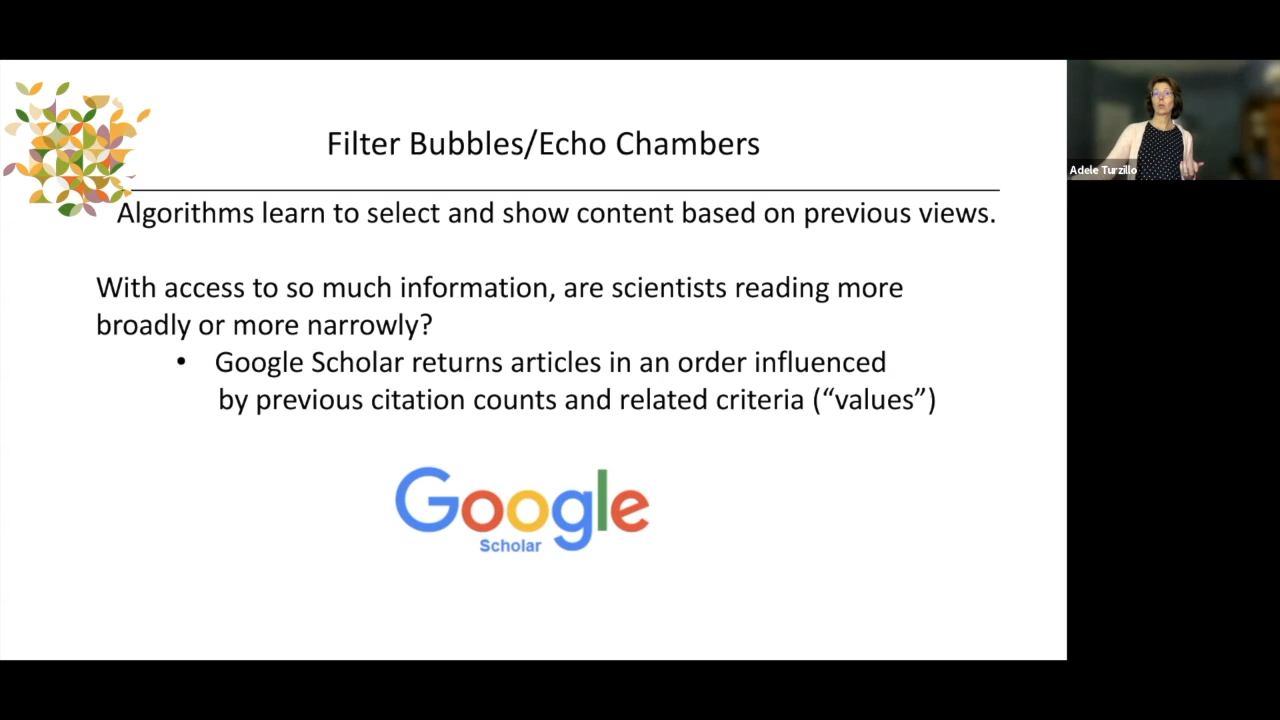 Filter Bubbles/Echo Chambers
Algorithms learn to select and show content based on previous views.
With access to so much information, are scientists reading more
broadly or more narrowly?
• Google Scholar returns articles in an order influenced
by previous citation counts and related criteria (“values”)
Google
Scholar
Adele Turzillo